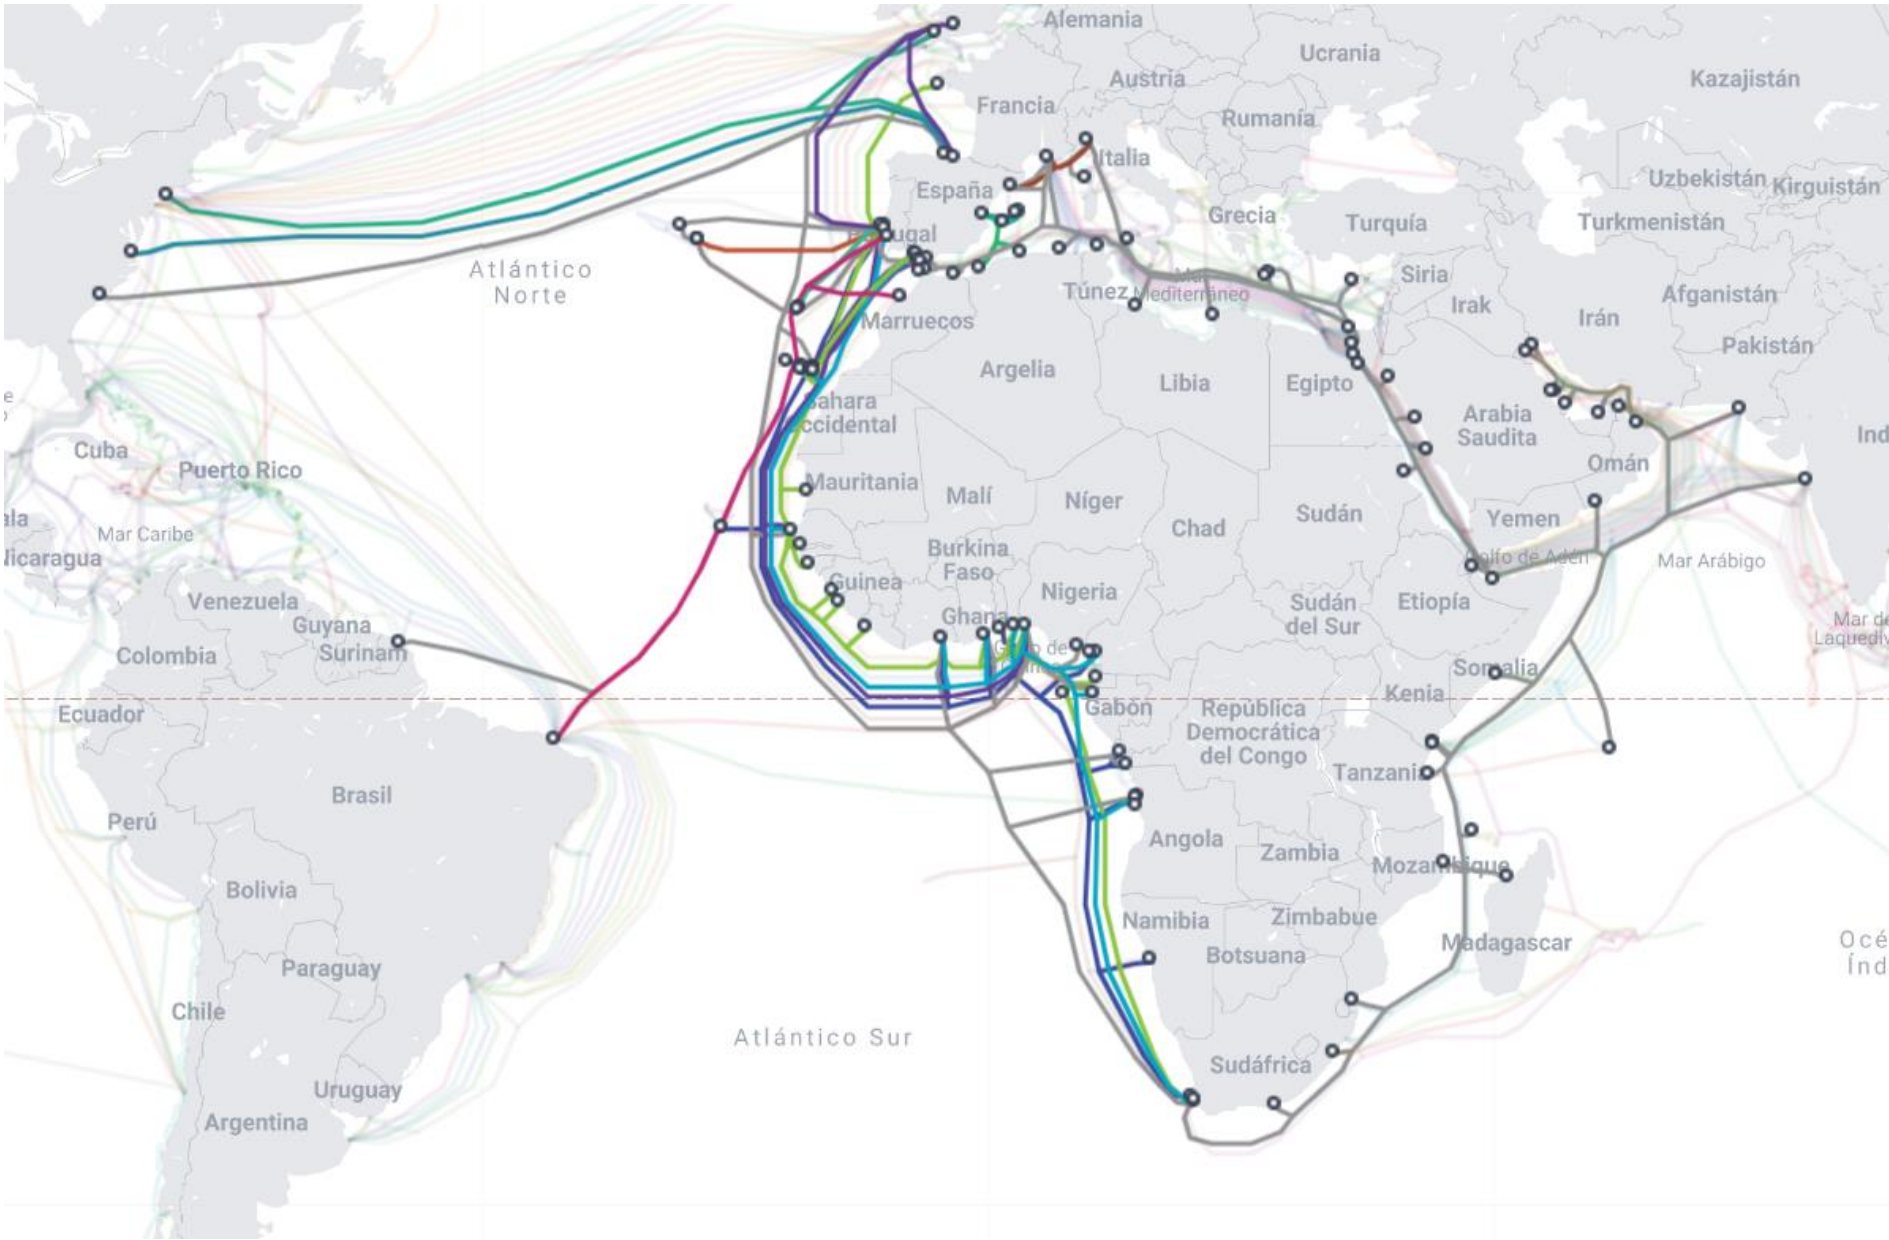 Alemania
Ucrania
Austria
Kazajistán
Francia
Rumanía
Italia
Uzbekistán
Kirguistán
España
Grecia
Turquía
Turkmenistán
Atlántico
Norte
Siria
Túnez
Mediterráneo
Irak
Afganistán
Marruecos
Irán
Pakistán
Argelia
Libia
Egipto
Sahara
Occidental
Arabia
Saudita
Cuba
Puerto Rico
Omán
Mauritania
Malí
Níger
Chad
Sudán
Yemen
Mar Caribe
Nicaragua
Burkina
Faso
Golfo de Adén
Mar Arábigo
Guinea
Nigeria
Venezuela
Ghana
Sudán
del Sur
Etiopía
Guyana
Surinam
Colombia
Somalia
Kenia
Ecuador
Gabón
República
Democrática
del Congo
Tanzania
Brasil
Perú
Angola
Zambia
Mozambique
Bolivia
Namibia
Zimbabue
Botsuana
Madagascar
Paraguay
Chile
Atlántico Sur
Sudáfrica
Uruguay
Argentina